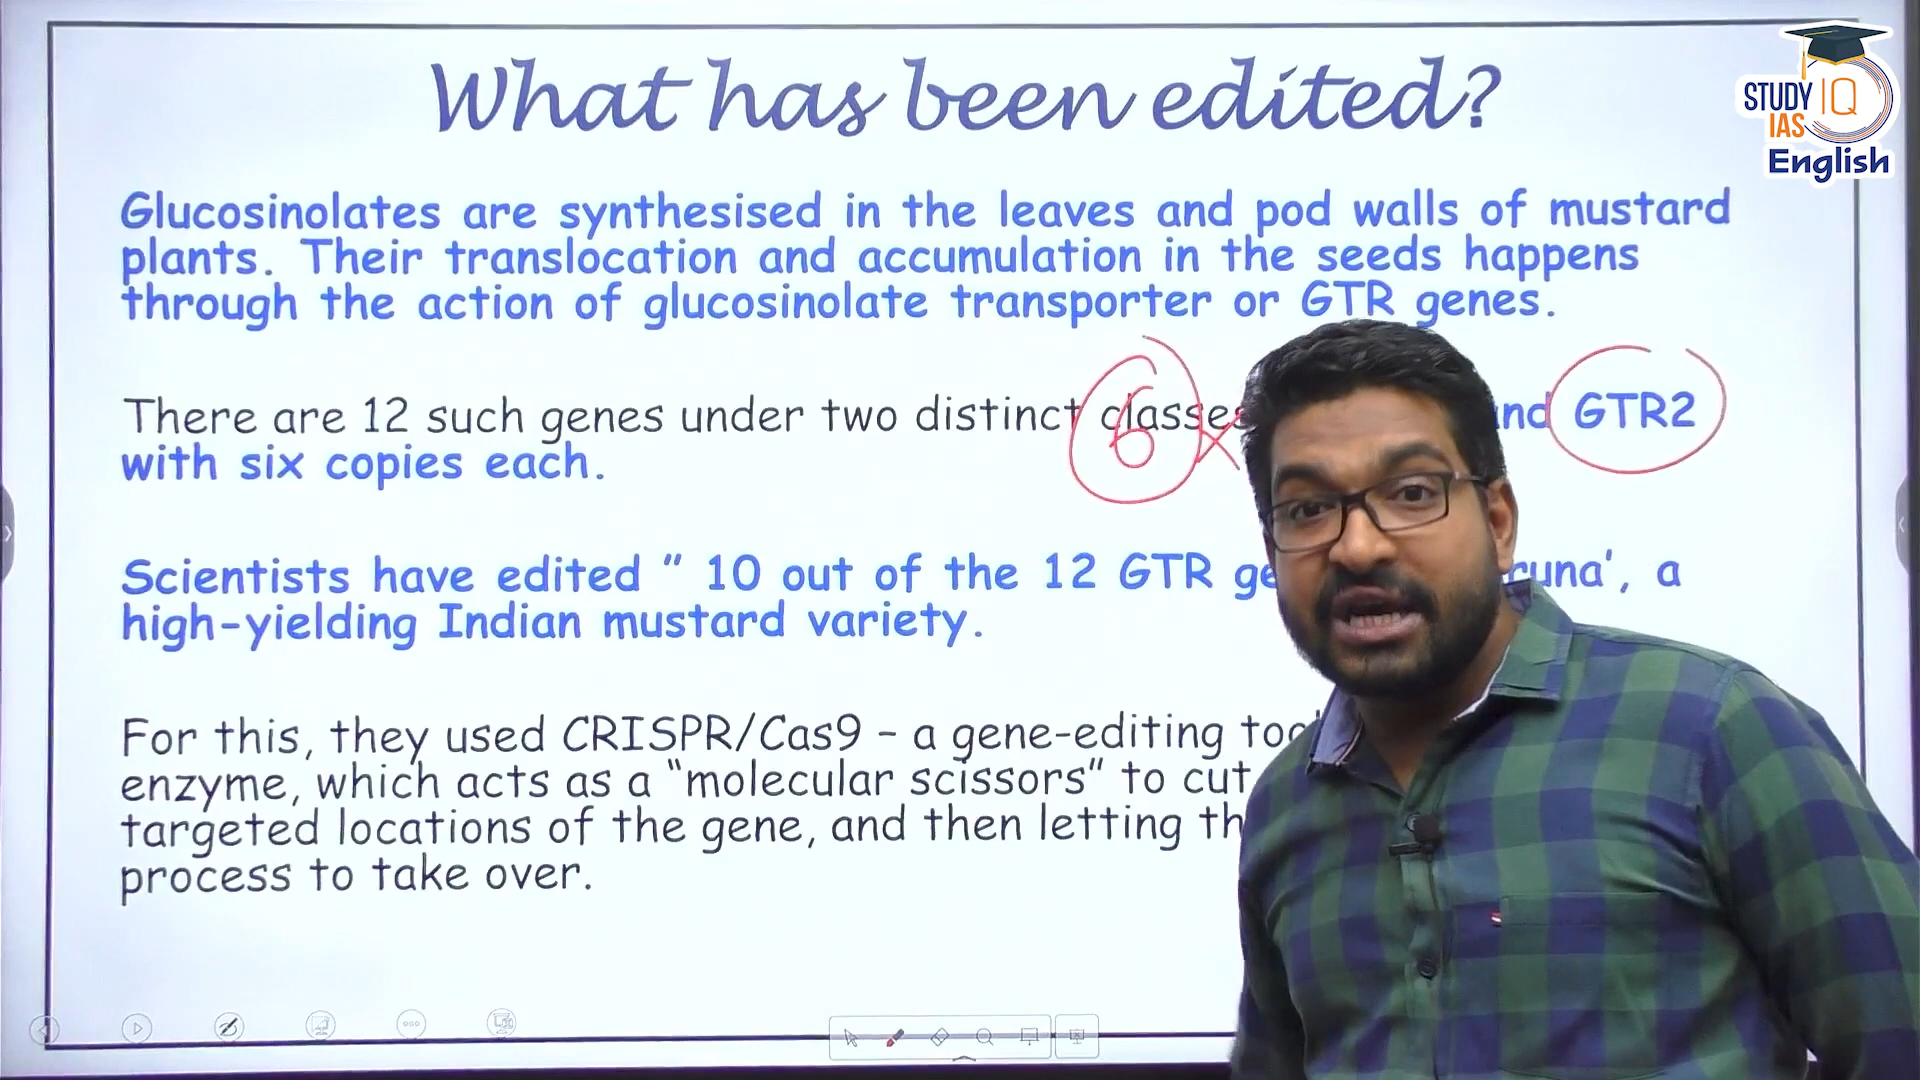 What has been edited?
STUDY IQ
IAS
English
Glucosinolates are synthesised in the leaves and pod walls of mustard
plants. Their translocation and accumulation in the seeds happens
through the action of glucosinolate transporter or GTR genes.
There are 12 such genes under two distinct classes and GTR2
6 x
with six copies each.
Scientists have edited ” 10 out of the 12 GTR , a
high-yielding Indian mustard variety.
For this, they used CRISPR/Cas9 – a gene-editing
enzyme, which acts as a “molecular scissors” to cut
targeted locations of the gene, and then letting
process to take over.